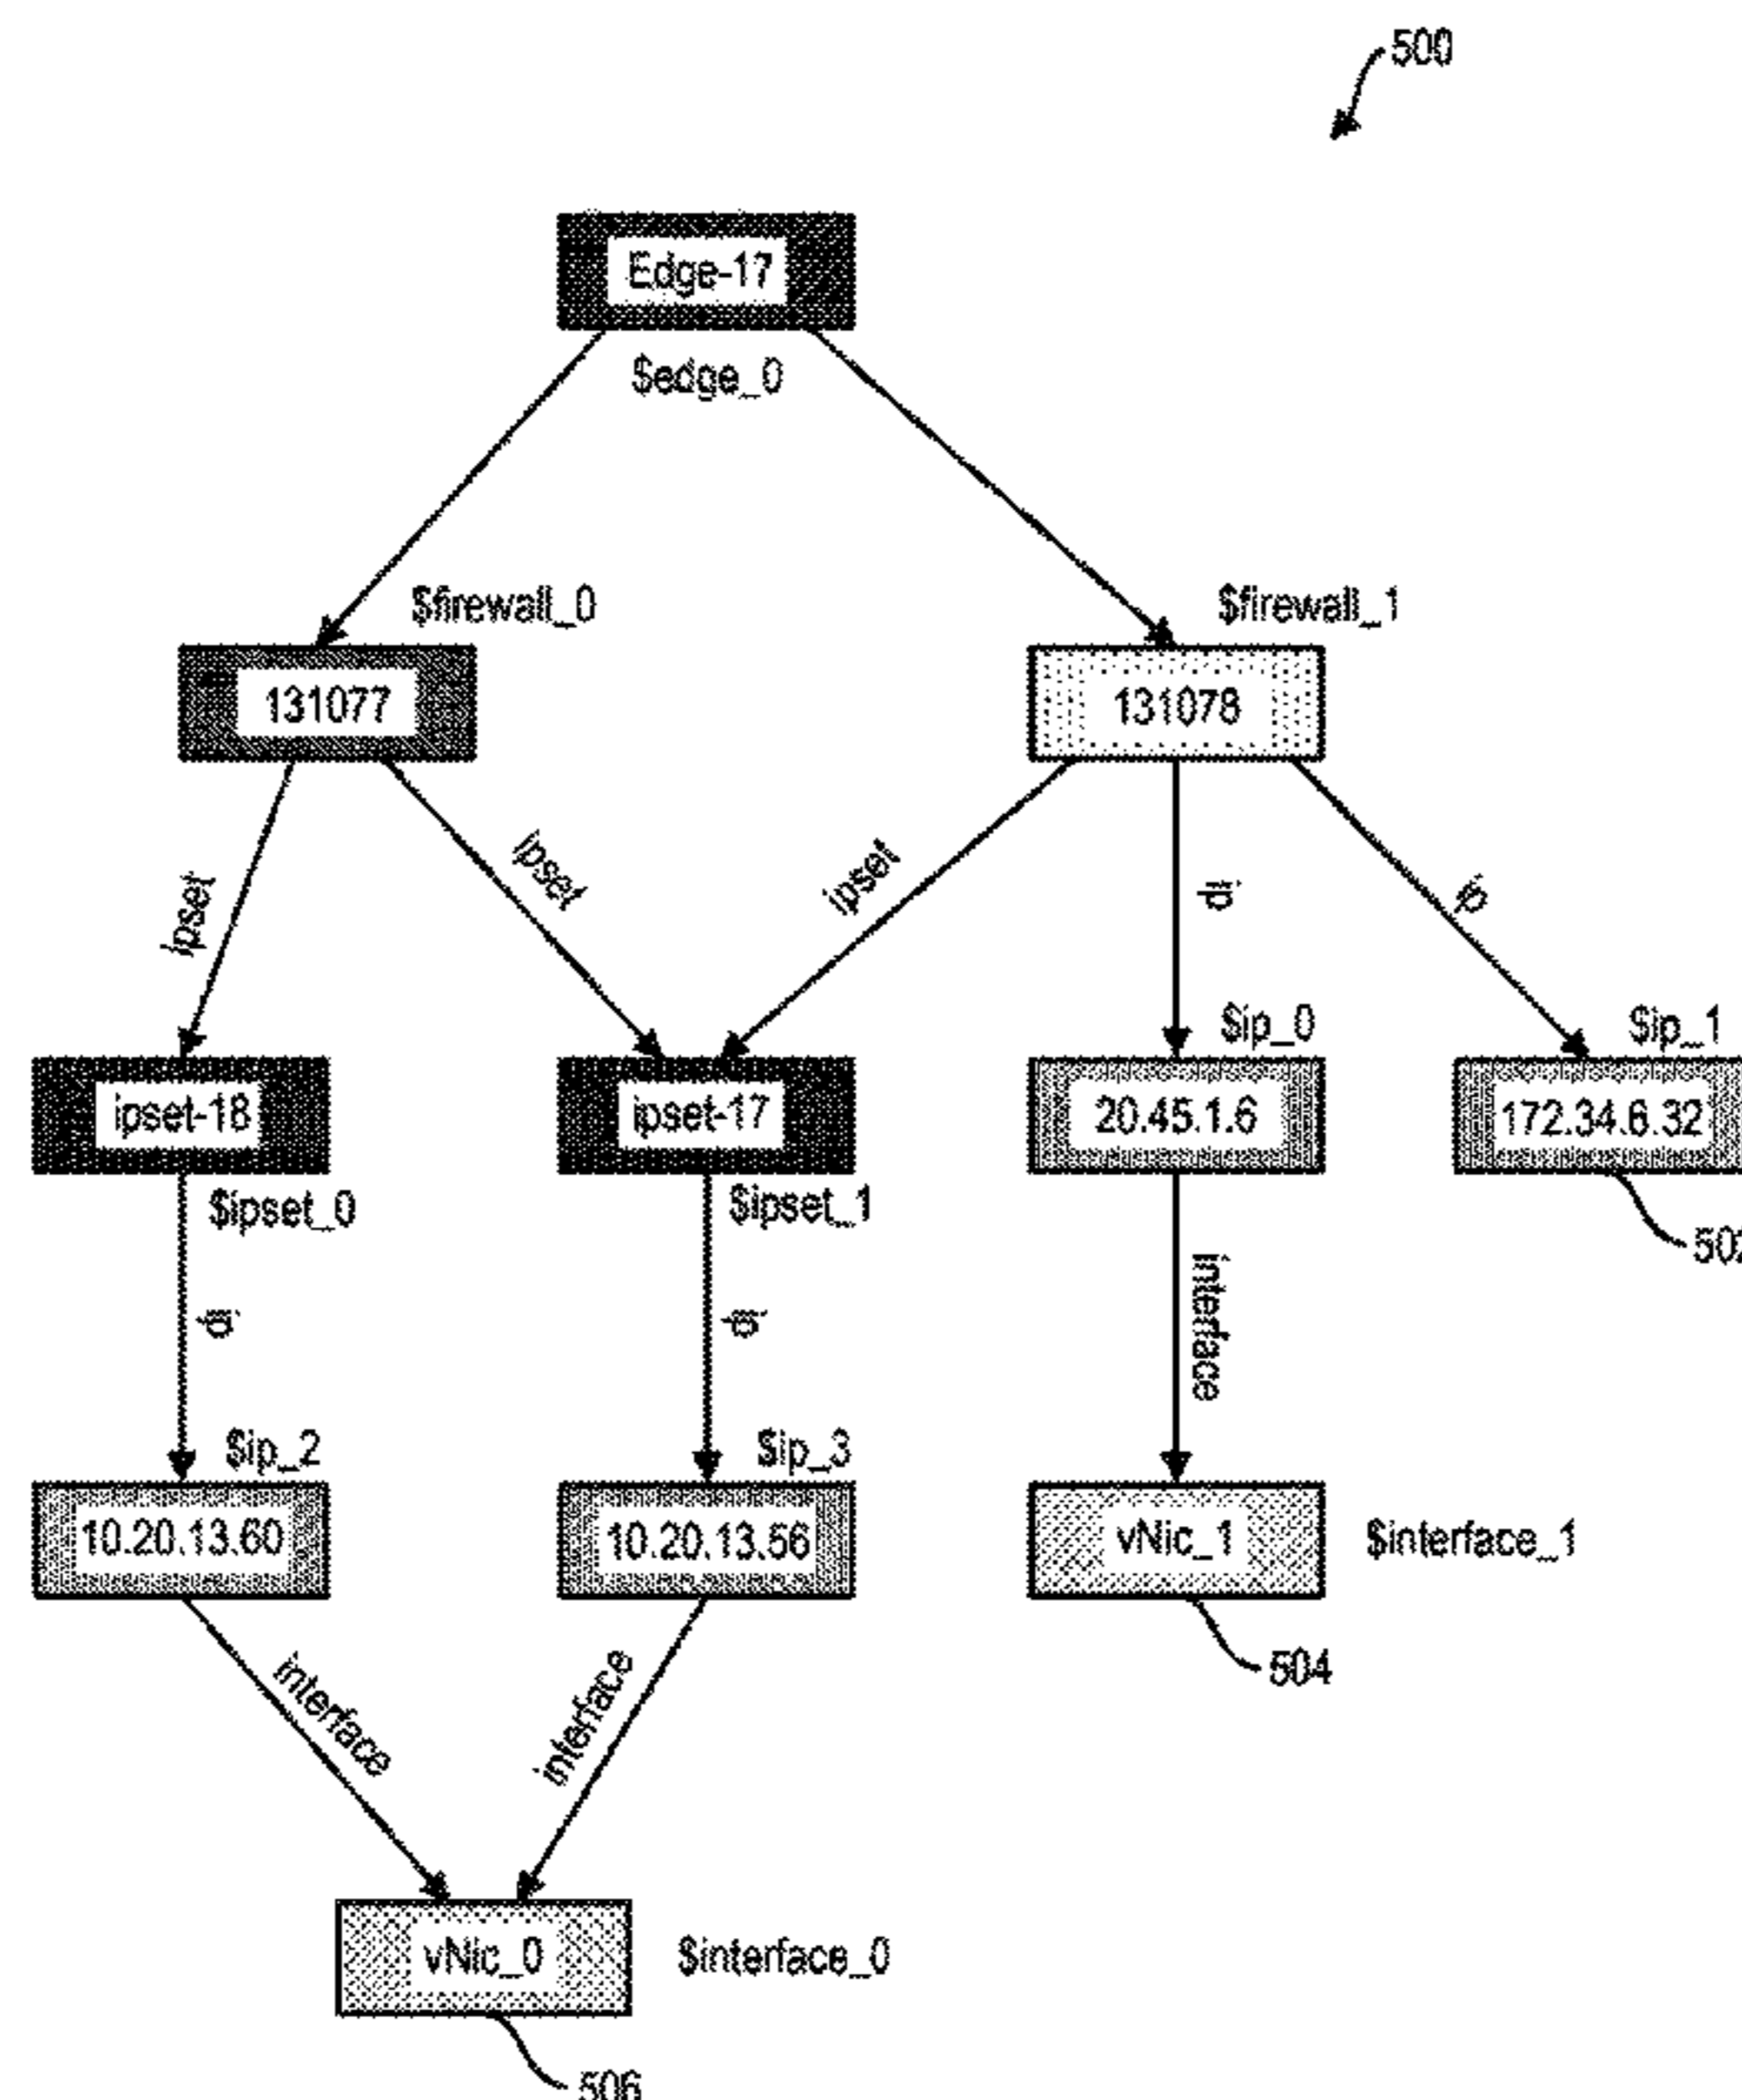 500
Edge-17
$edge_0
$firewall_0
$firewall_1
131077
131078
ipset
ipset
ipset
ip
ip
$ip_0
$ip_1
ipset-18
ipset-17
20.45.1.6
172.34.6.32
$ipset_0
$ipset_1
502
ip
ip
interface
$ip_2
$ip_3
10.20.13.60
10.20.13.56
vNic_1
$interface_1
504
interface
interface
vNic_0
$interface_0
506